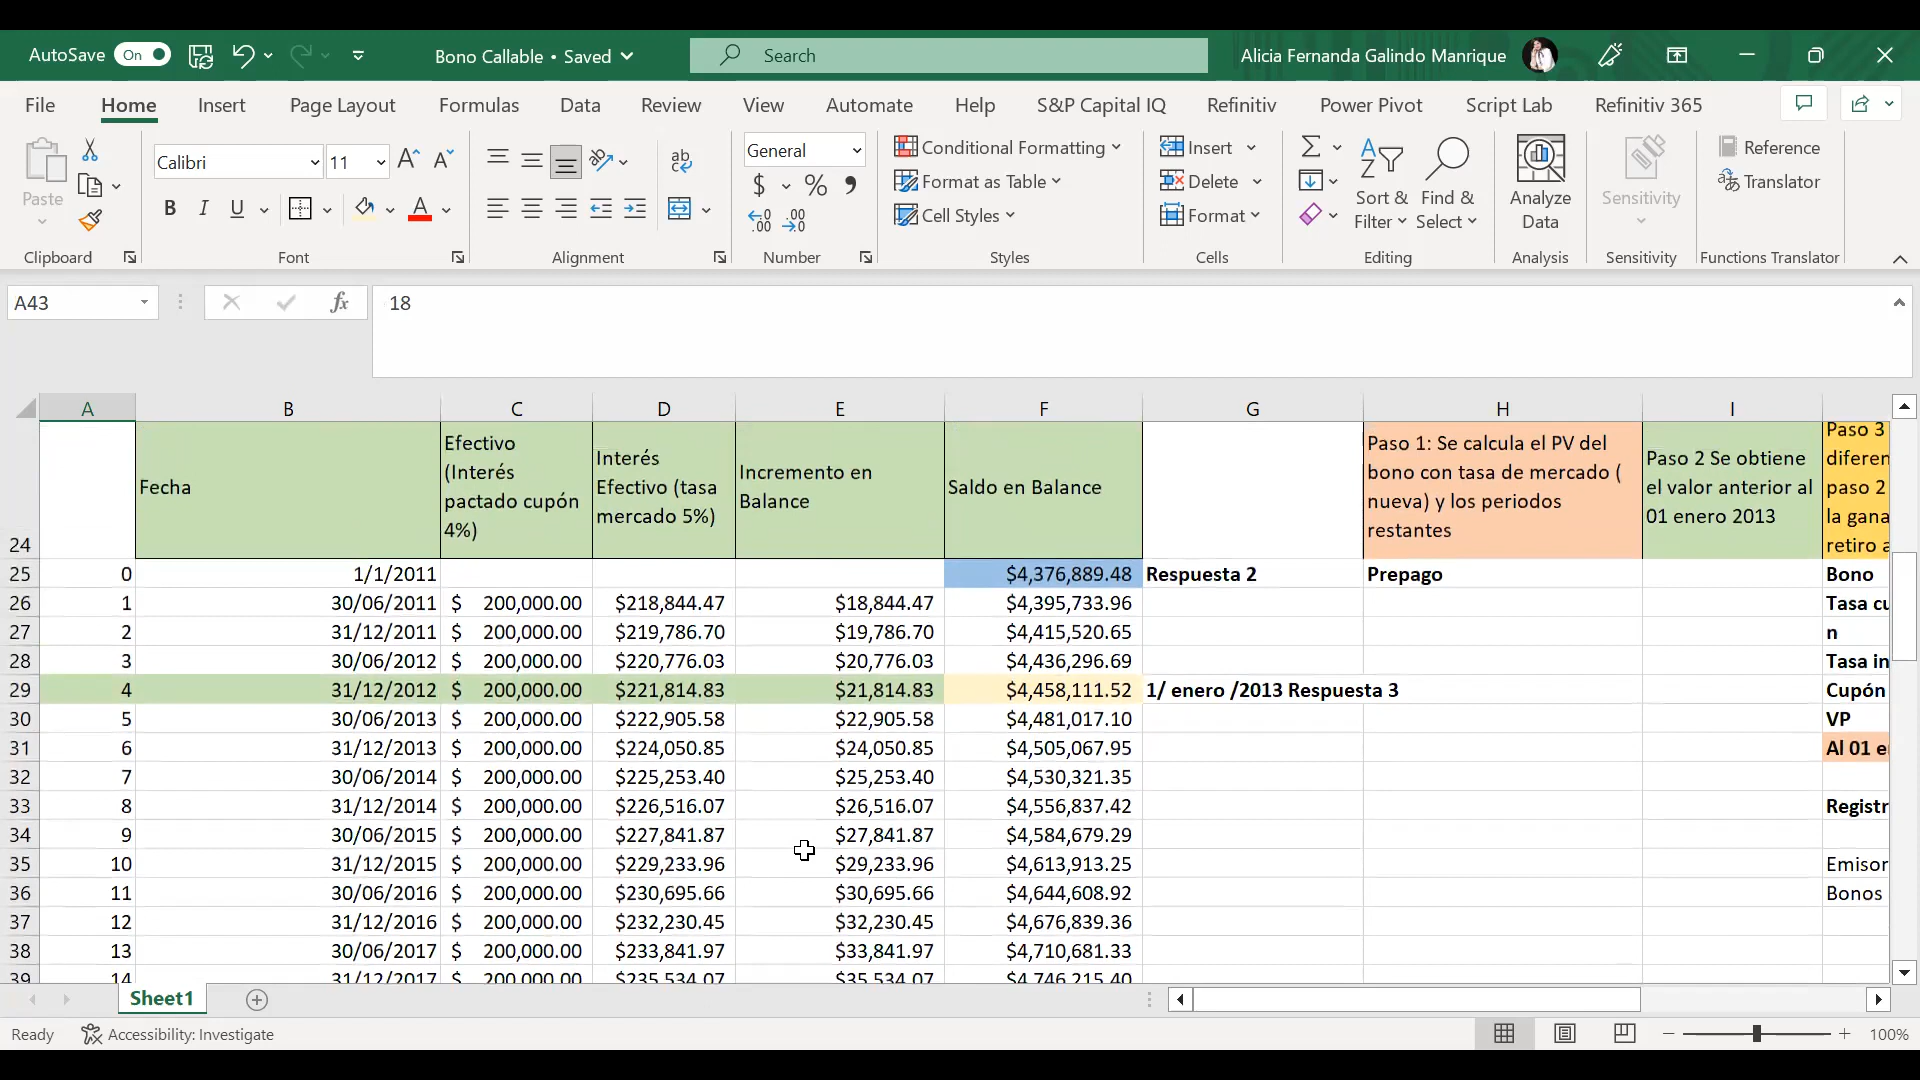 AutoSave On Bono Callable • Saved Search Alicia Fernanda Galindo Manrique
File Home Insert Page Layout Formulas Data Review View Automate Help S&P Capital IQ Refinitiv Power Pivot Script Lab Refinitiv 365
Paste Calibri 11 General Conditional Formatting Insert Reference
B I U A $ % Format as Table Delete Sort & Find & Analyze Sensitivity Translator
Cell Styles Format Filter Select Data
Clipboard Font Alignment Number Styles Cells Editing Analysis Sensitivity Functions Translator
A43 fx 18
A B C D E F G H I
24 Fecha
Efectivo
(Interés
pactado cupón
4%)
Interés
Efectivo (tasa
mercado 5%)
Incremento en
Balance
Saldo en Balance
Paso 1: Se calcula el PV del
bono con tasa de mercado (
nueva) y los periodos
restantes
Paso 2 Se obtiene
el valor anterior al
01 enero 2013
Paso 3
diferen
paso 2
la gana
retiro a
25 0 1/1/2011 $4,376,889.48 Respuesta 2 Prepago Bono
26 1 30/06/2011 $ 200,000.00 $218,844.47 $18,844.47 $4,395,733.96 Tasa cu
27 2 31/12/2011 $ 200,000.00 $219,786.70 $19,786.70 $4,415,520.65 n
28 3 30/06/2012 $ 200,000.00 $220,776.03 $20,776.03 $4,436,296.69 Tasa in
29 4 31/12/2012 $ 200,000.00 $221,814.83 $21,814.83 $4,458,111.52 1/ enero /2013 Respuesta 3 Cupón
30 5 30/06/2013 $ 200,000.00 $222,905.58 $22,905.58 $4,481,017.10 VP
31 6 31/12/2013 $ 200,000.00 $224,050.85 $24,050.85 $4,505,067.95 Al 01 e
32 7 30/06/2014 $ 200,000.00 $225,253.40 $25,253.40 $4,530,321.35
33 8 31/12/2014 $ 200,000.00 $226,516.07 $26,516.07 $4,556,837.42 Registr
34 9 30/06/2015 $ 200,000.00 $227,841.87 $27,841.87 $4,584,679.29
35 10 31/12/2015 $ 200,000.00 $229,233.96 $29,233.96 $4,613,913.25 Emisor
36 11 30/06/2016 $ 200,000.00 $230,695.66 $30,695.66 $4,644,608.92 Bonos
37 12 31/12/2016 $ 200,000.00 $232,230.45 $32,230.45 $4,676,839.36
38 13 30/06/2017 $ 200,000.00 $233,841.97 $33,841.97 $4,710,681.33
39 14 31/12/2017 $ 200,000.00 $235,534.07 $35,534.07 $4,746,215.40
Sheet1
Ready Accessibility: Investigate 100%